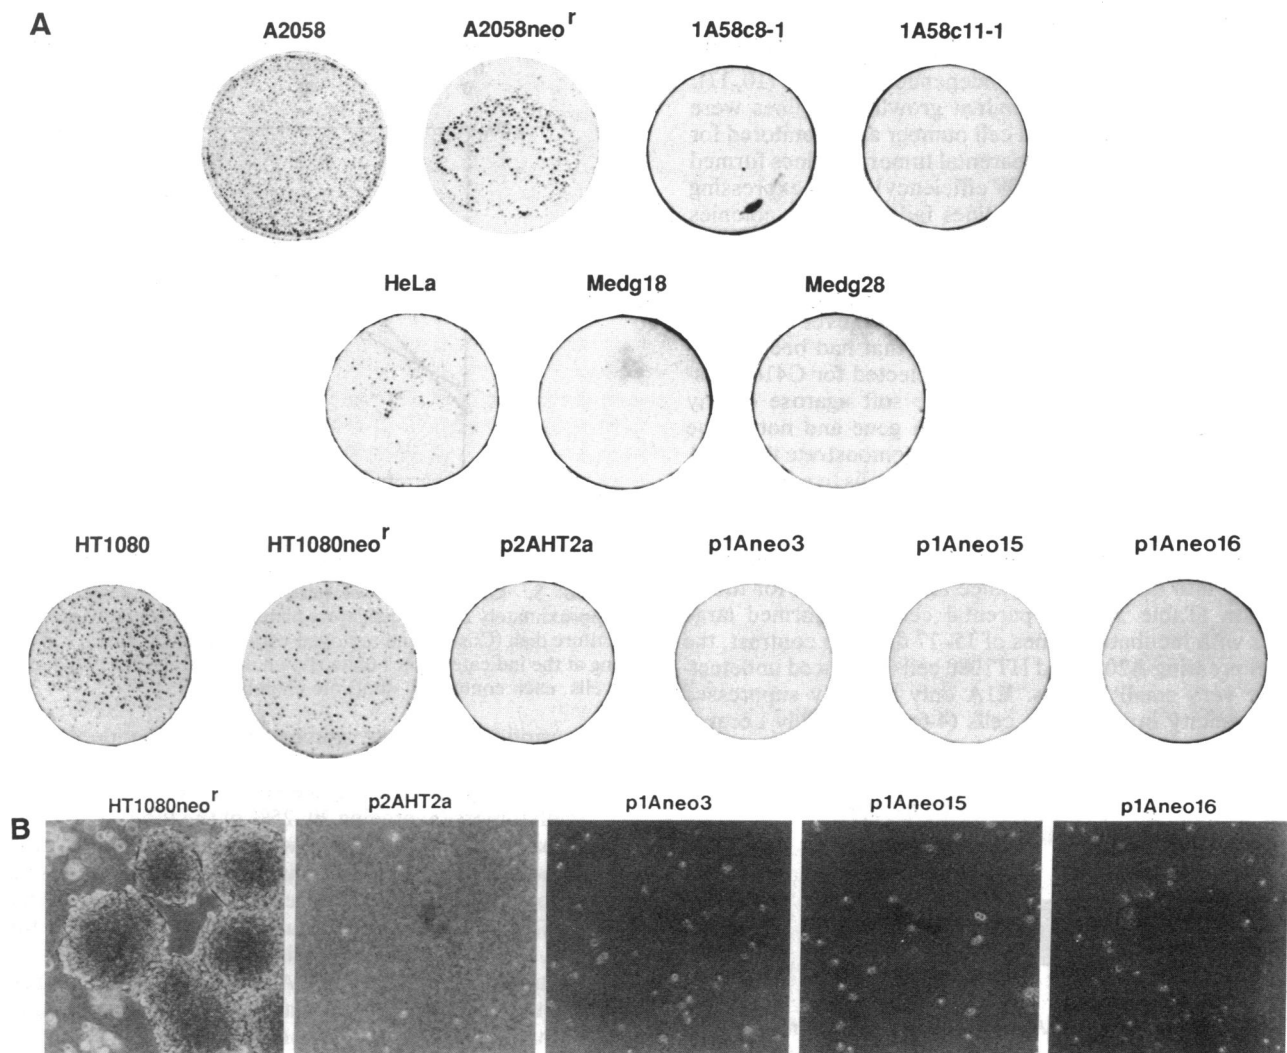 A
A2058 A2058neo^r 1A58c8-1 1A58c11-1
HeLa Medg18 Medg28
HT1080 HT1080neo^r p2AHT2a p1Aneo3 p1Aneo15 p1Aneo16
B
HT1080neo^r p2AHT2a p1Aneo3 p1Aneo15 p1Aneo16